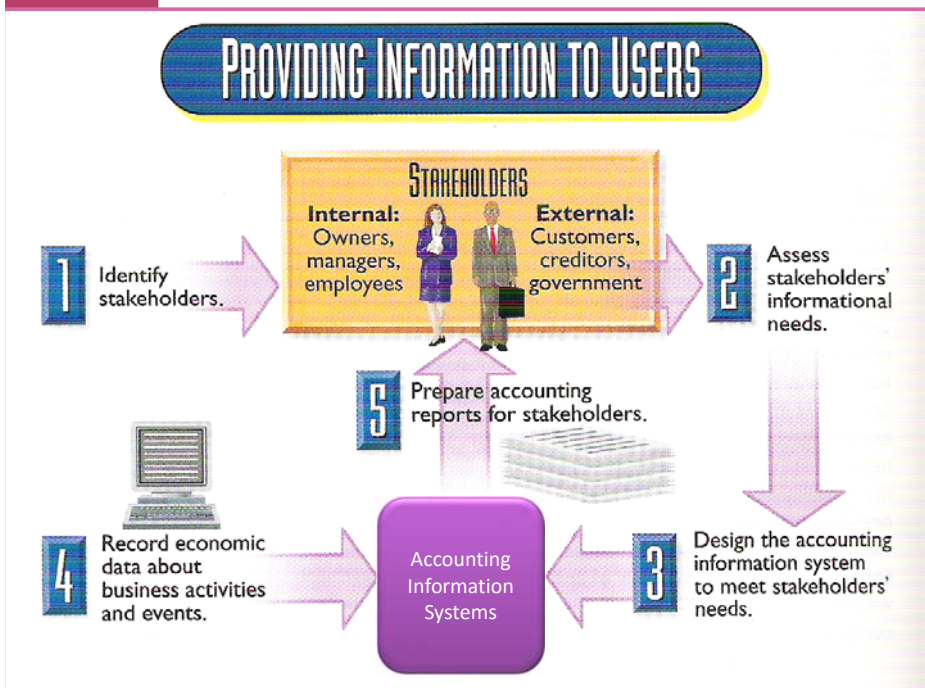 PROVIDING INFORMATION TO USERS
STAKEHOLDERS
Internal:
Owners,
managers,
employees
External:
Customers,
creditors,
government
1
Identify
stakeholders.
2
Assess
stakeholders'
informational
needs.
3
Design the accounting
information system
to meet stakeholders'
needs.
4
Record economic
data about
business activities
and events.
5
Prepare accounting
reports for stakeholders.
Accounting
Information
Systems